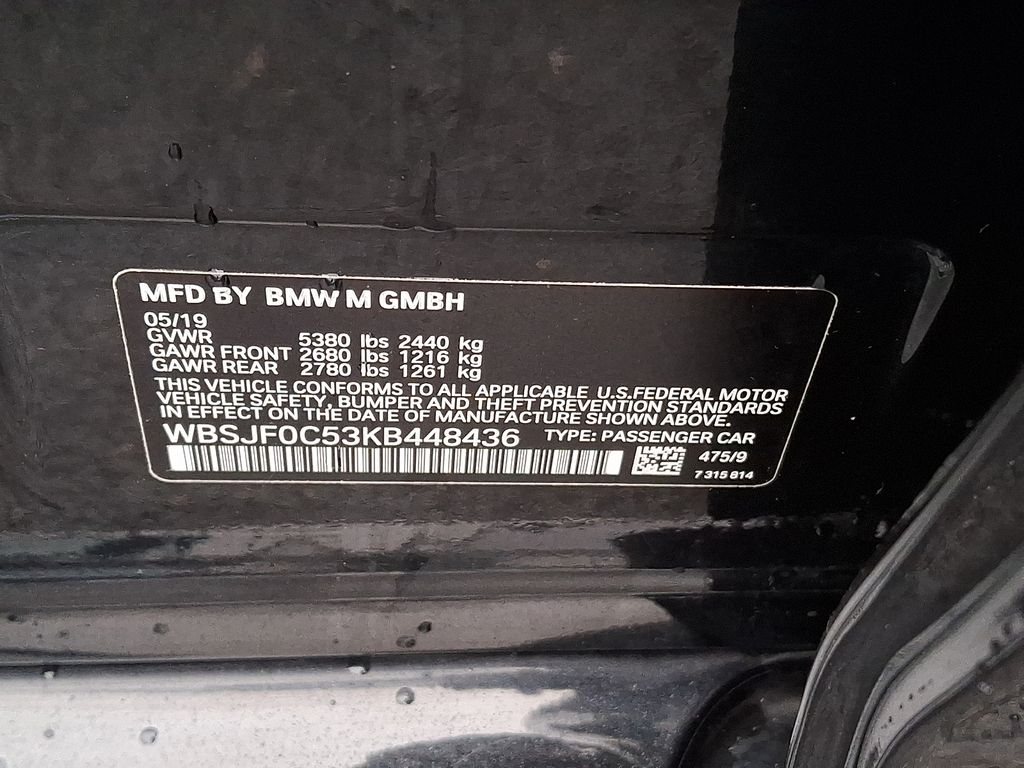 MFD BY BMW M GMBH
05/19
GVWR 5380 lbs 2440 kg
GAWR FRONT 2680 lbs 1216 kg
GAWR REAR 2780 lbs 1261 kg
THIS VEHICLE CONFORMS TO ALL APPLICABLE U.S.FEDERAL MOTOR
VEHICLE SAFETY, BUMPER AND THEFT PREVENTION STANDARDS
IN EFFECT ON THE DATE OF MANUFACTURE SHOWN ABOVE.
WBSJF0C53KB448436 TYPE: PASSENGER CAR
475/9
7 315 814